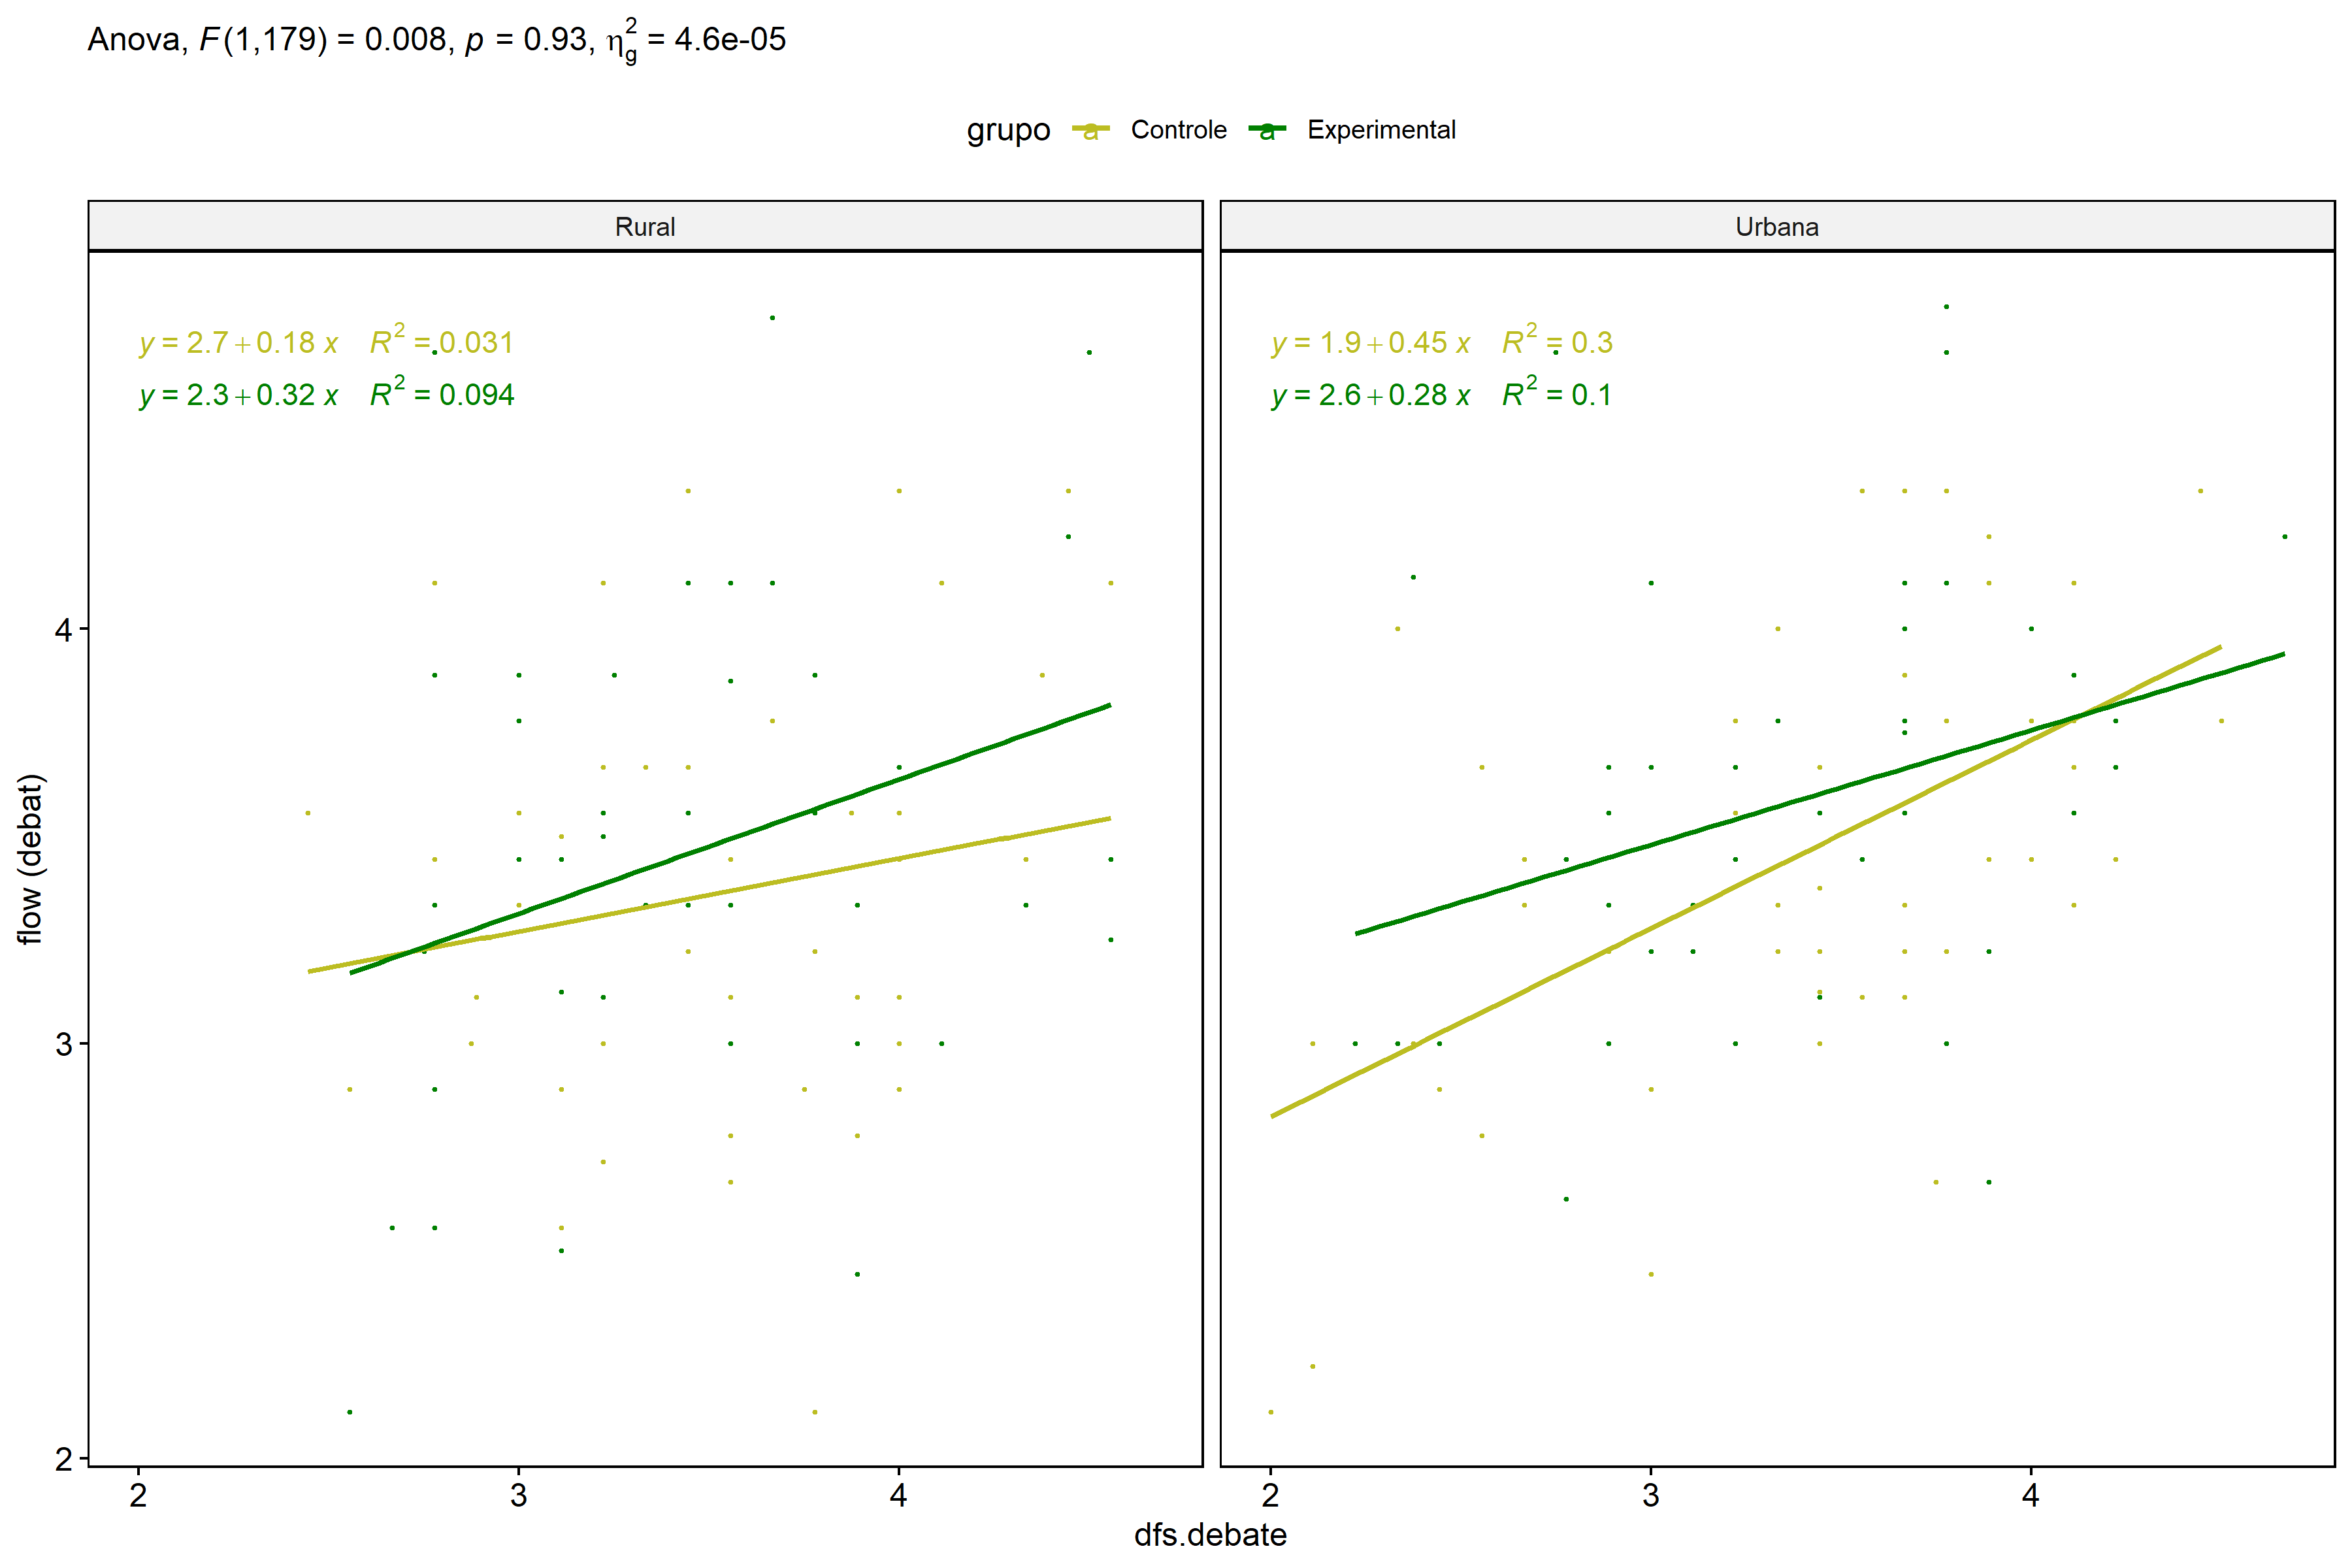 Anova, F(1,179) = 0.008, p = 0.93, η²g = 4.6e-05
grupo a Controle a Experimental
Rural
Urbana
y = 2.7 + 0.18 x R² = 0.031
y = 2.3 + 0.32 x R² = 0.094
y = 1.9 + 0.45 x R² = 0.3
y = 2.6 + 0.28 x R² = 0.1
4
3
2
flow (debat)
2 3 4
2 3 4
dfs.debate